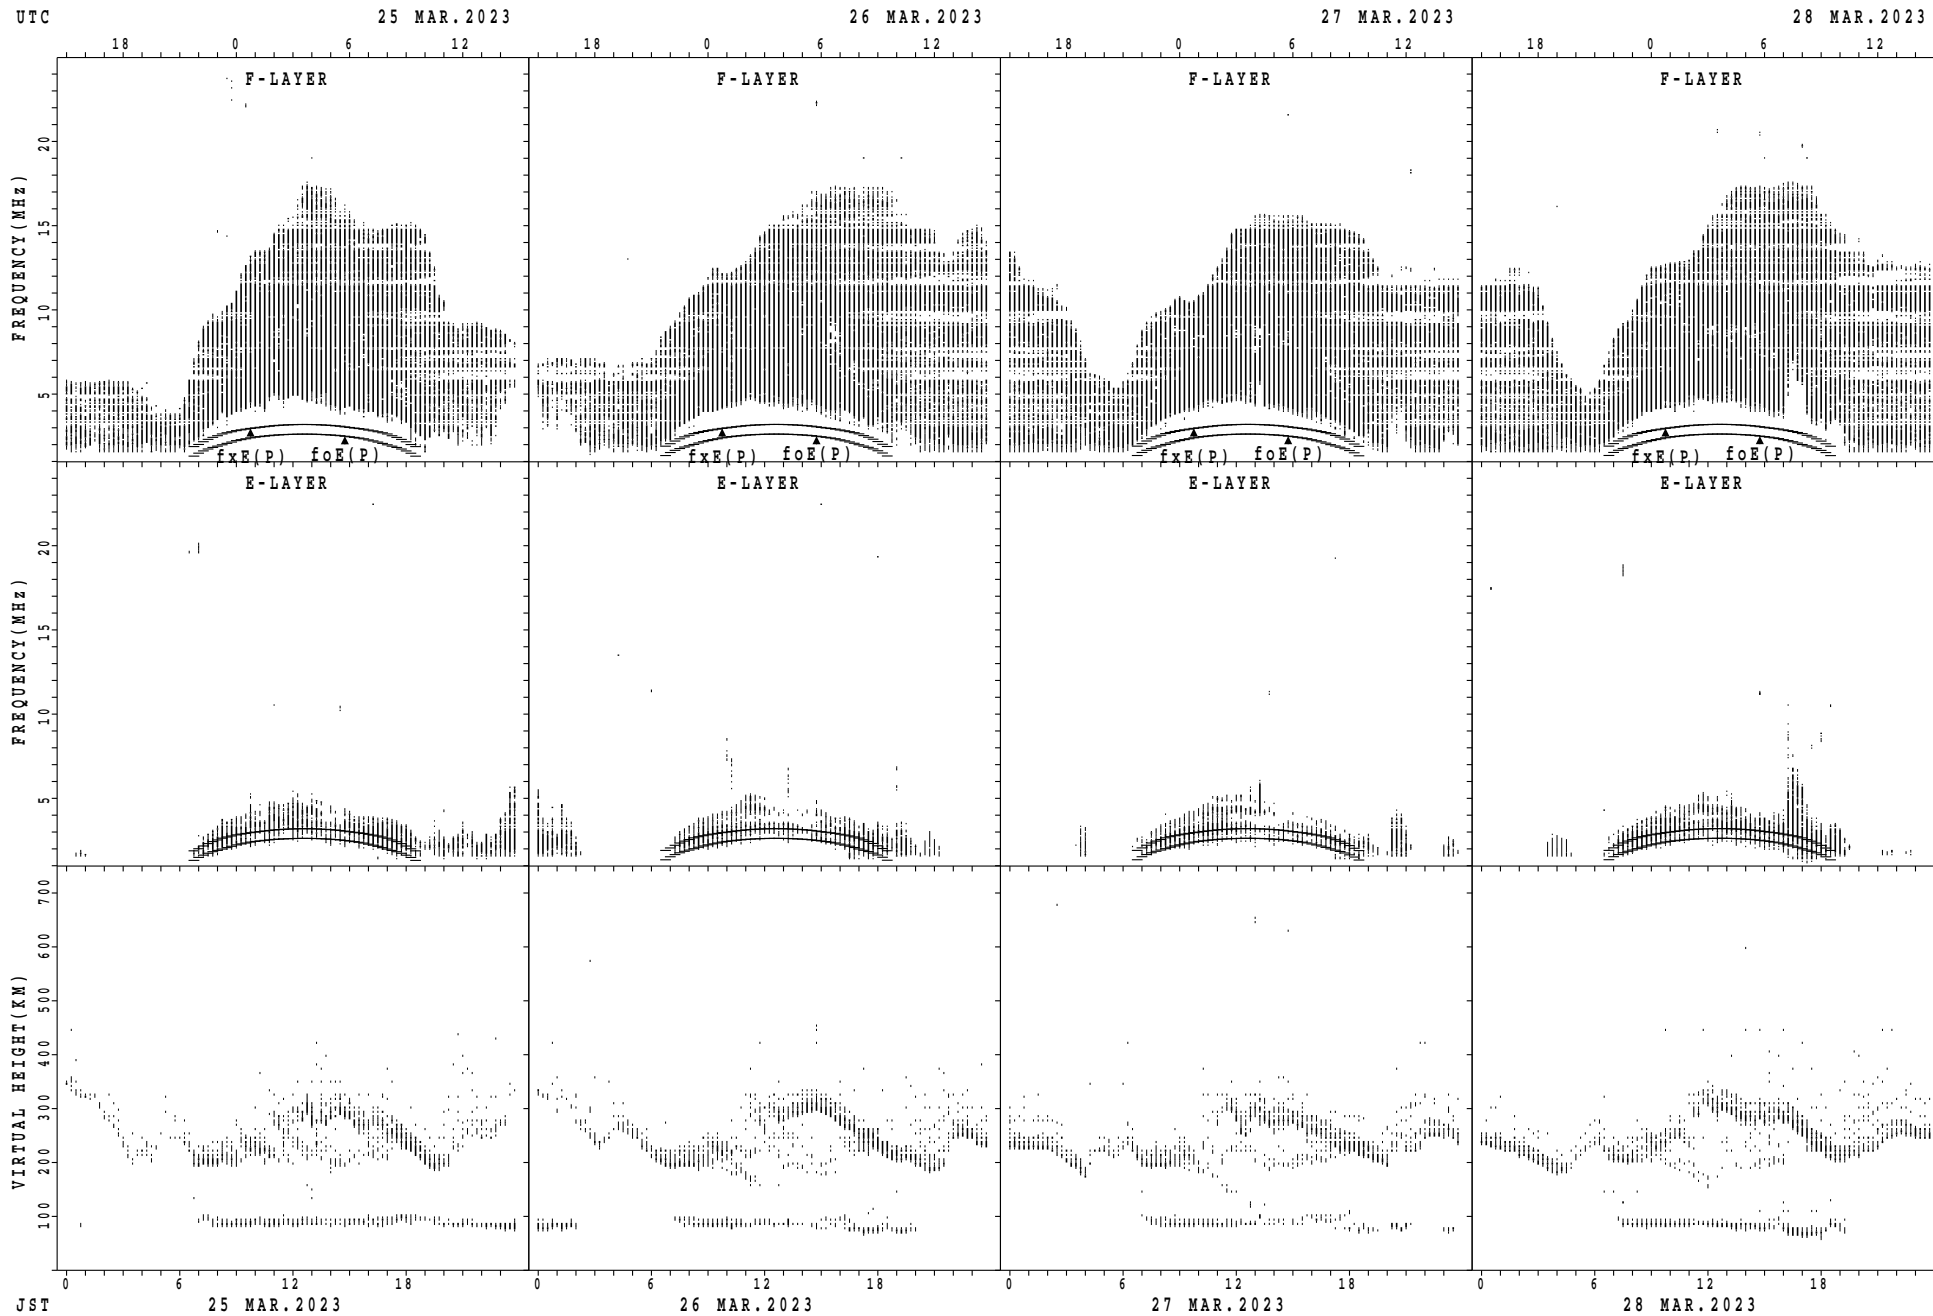 UTC 25 MAR.2023 26 MAR.2023 27 MAR.2023 28 MAR.2023
18 0 6 12 18 0 6 12 18 0 6 12 18 0 6 12
F-LAYER F-LAYER F-LAYER F-LAYER
FREQUENCY(MHz)
20
15
10
5
fxE(P) foE(P) fxE(P) foE(P) fxE(P) foE(P) fxE(P) foE(P)
E-LAYER E-LAYER E-LAYER E-LAYER
FREQUENCY(MHz)
20
15
10
5
VIRTUAL HEIGHT(KM)
700
600
500
400
300
200
100
0 6 12 18 0 6 12 18 0 6 12 18 0 6 12 18
JST 25 MAR.2023 26 MAR.2023 27 MAR.2023 28 MAR.2023